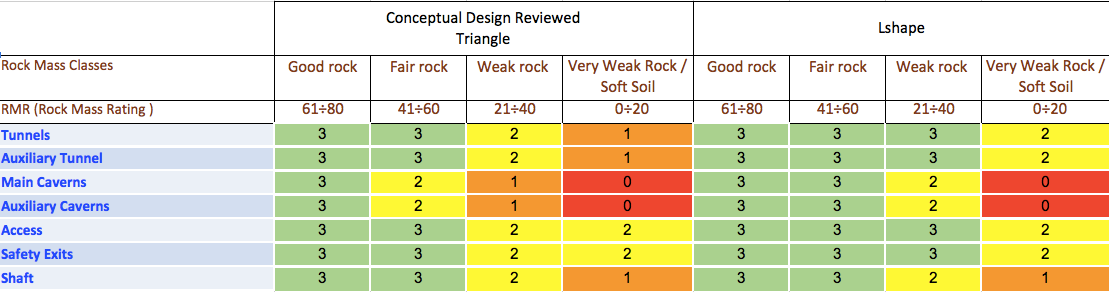 Conceptual Design Reviewed
Triangle
Lshape
Rock Mass Classes Good rock Fair rock Weak rock Very Weak Rock / Good rock Fair rock Weak rock Very Weak Rock /
Soft Soil Soft Soil
RMR (Rock Mass Rating ) 61÷80 41÷60 21÷40 0÷20 61÷80 41÷60 21÷40 0÷20
Tunnels 3 3 2 1 3 3 3 2
Auxiliary Tunnel 3 3 2 1 3 3 3 2
Main Caverns 3 2 1 0 3 3 2 0
Auxiliary Caverns 3 2 1 0 3 3 2 0
Access 3 3 2 2 3 3 3 2
Safety Exits 3 3 2 2 3 3 3 2
Shaft 3 3 2 1 3 3 2 1